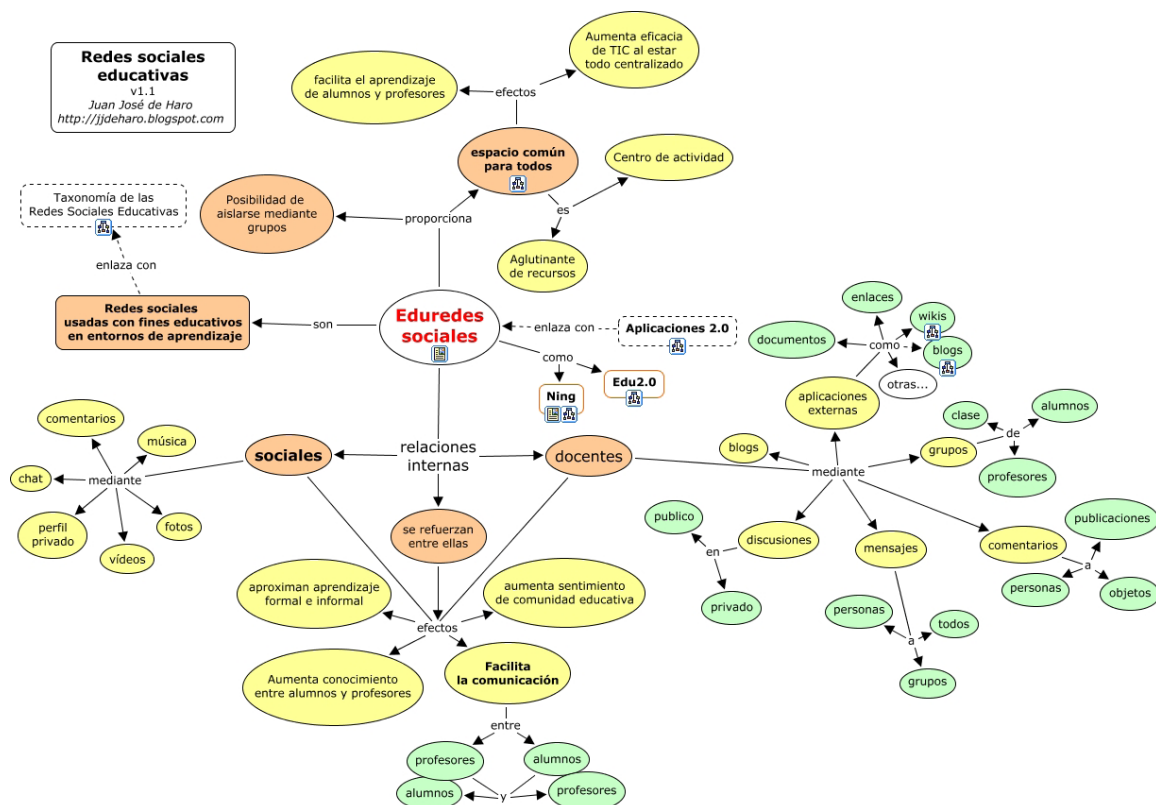 Redes sociales
educativas
v1.1
Juan José de Haro
http://jjdeharo.blogspot.com
Aumenta eficacia
de TIC al estar
todo centralizado
facilita el aprendizaje
de alumnos y profesores
efectos
espacio común
para todos
Centro de actividad
Taxonomía de las
Redes Sociales Educativas
Posibilidad de
aislarse mediante
grupos
proporciona
es
Aglutinante
de recursos
enlaza con
Redes sociales
usadas con fines educativos
en entornos de aprendizaje
son
Eduredes
sociales
enlaza con
Aplicaciones 2.0
como
Ning
Edu2.0
enlaces
wikis
documentos
como
blogs
otras...
aplicaciones
externas
comentarios
música
chat
mediante
perfil
privado
fotos
vídeos
sociales
relaciones
internas
docentes
blogs
mediante
grupos
clase
de
alumnos
profesores
se refuerzan
entre ellas
publico
en
privado
discusiones
mensajes
comentarios
publicaciones
a
personas
objetos
personas
a
todos
grupos
aproximan aprendizaje
formal e informal
aumenta sentimiento
de comunidad educativa
efectos
Aumenta conocimiento
entre alumnos y profesores
Facilita
la comunicación
entre
profesores
alumnos
alumnos
y
profesores